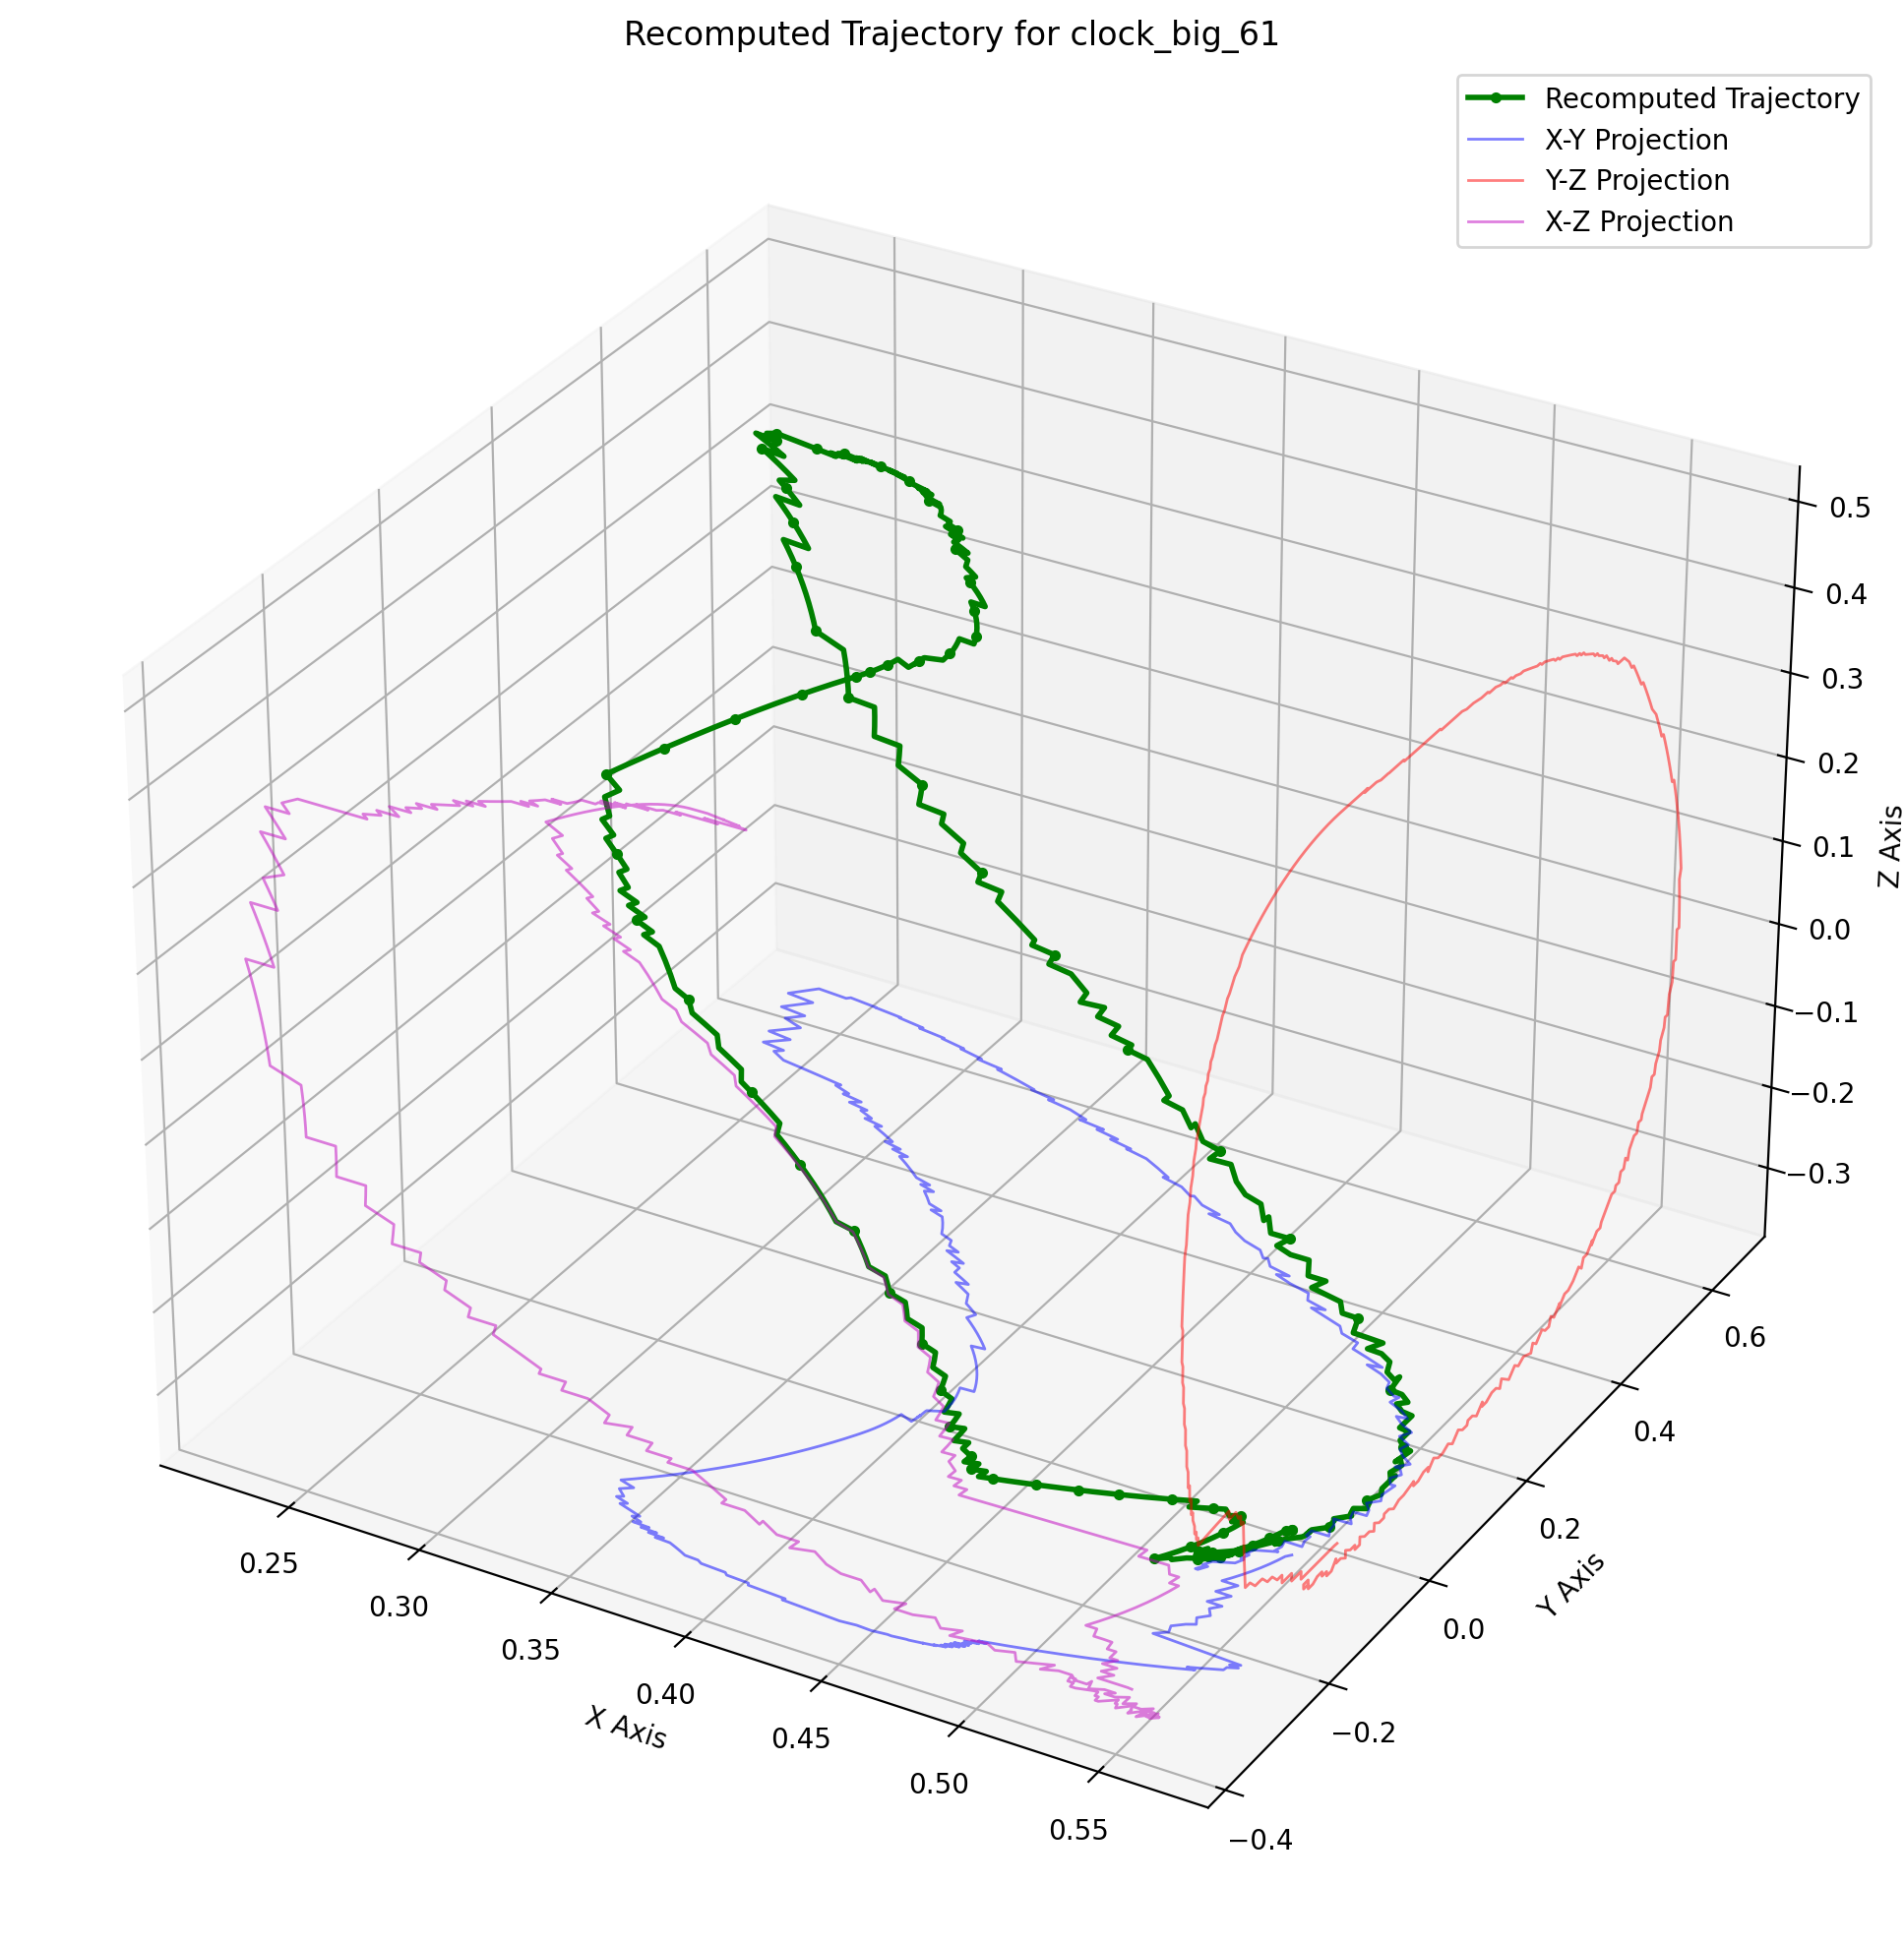 Recomputed Trajectory for clock_big_61
Recomputed Trajectory
X-Y Projection
Y-Z Projection
X-Z Projection
0.5
0.4
0.3
0.2
0.1
0.0
−0.1
−0.2
−0.3
Z Axis
0.6
0.4
0.2
0.0
−0.2
−0.4
Y Axis
0.25
0.30
0.35
0.40
0.45
0.50
0.55
X Axis